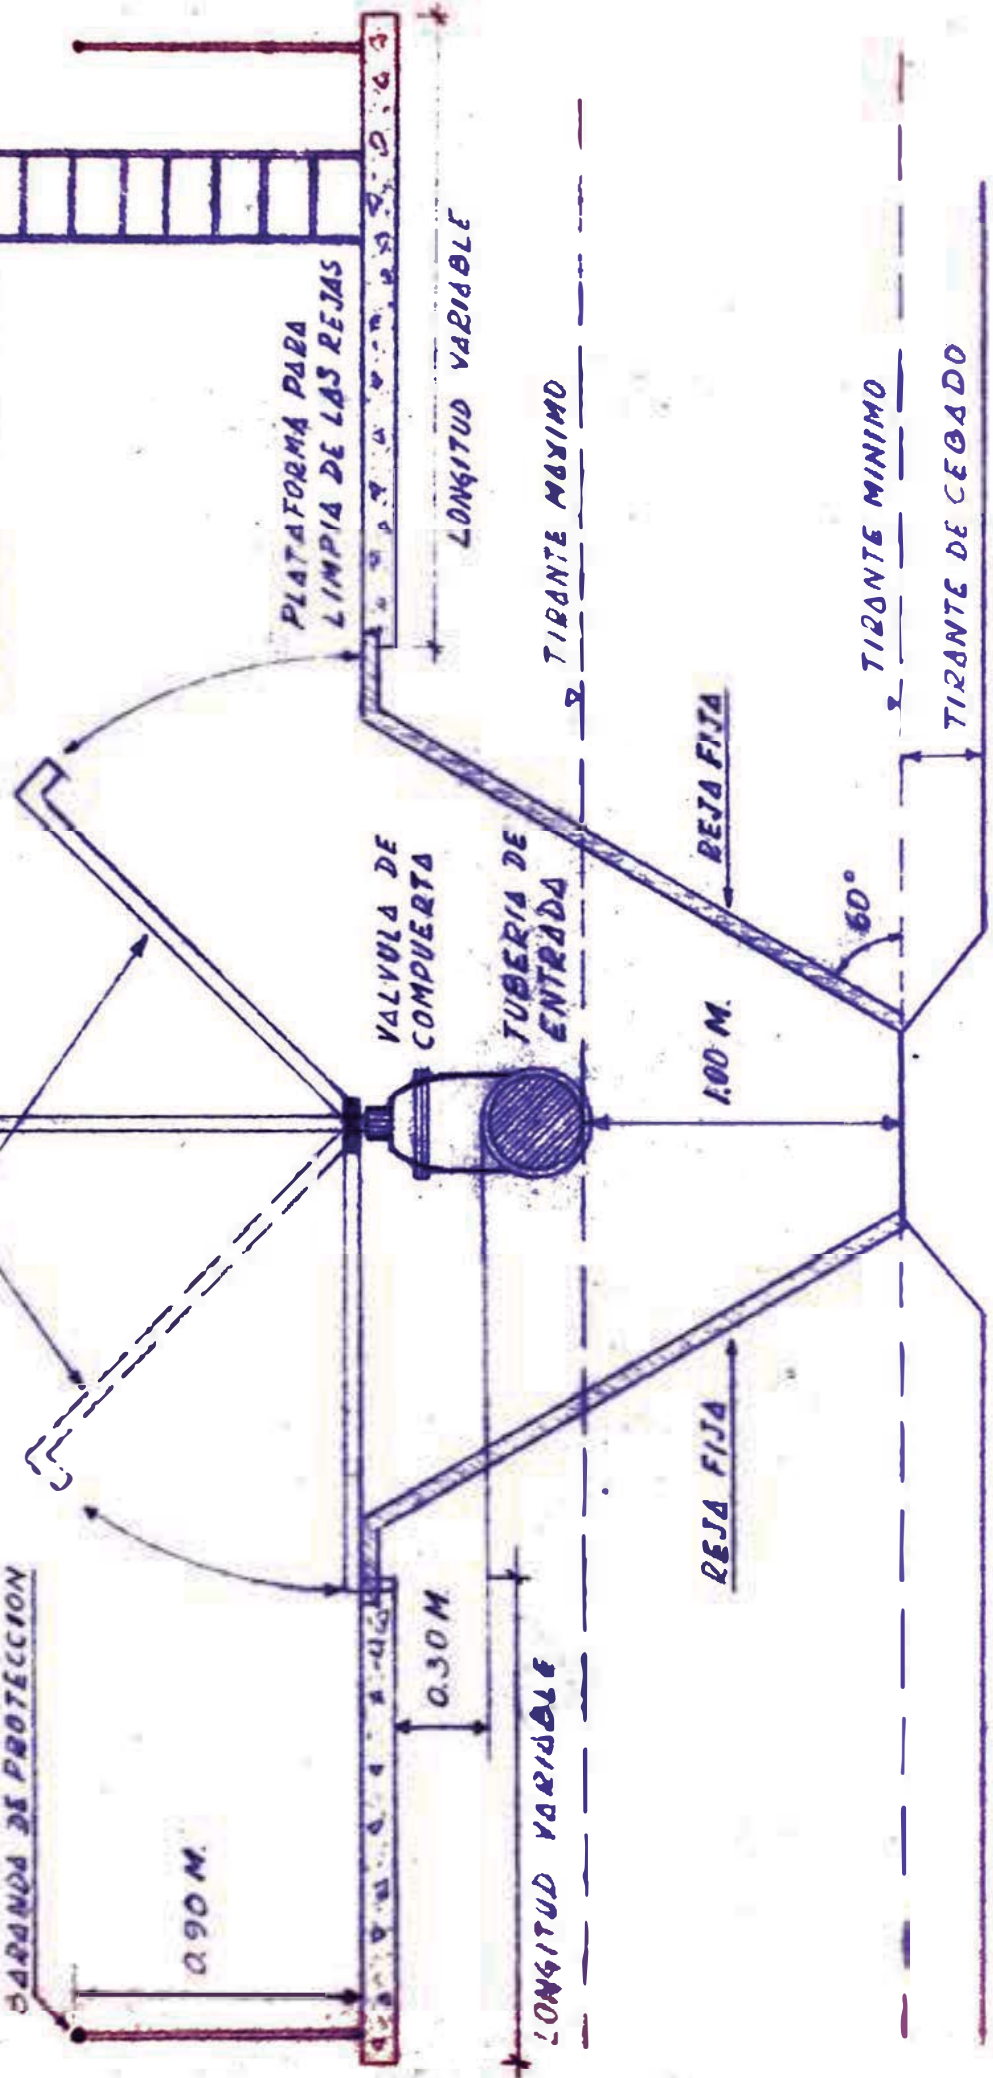 BARANDA DE PROTECCION
0.90 M.
PLATAFORMA PARA
LIMPIA DE LAS REJAS
VALVULA DE
COMPUERTA
0.30 M
LONGITUD VARIABLE
TUBERIA DE
ENTRADA
LONGITUD VARIABLE
TIRANTE MAXIMO
REJA FIJA
1.00 M.
REJA FIJA
60°
TIRANTE MINIMO
TIRANTE DE CEBADO